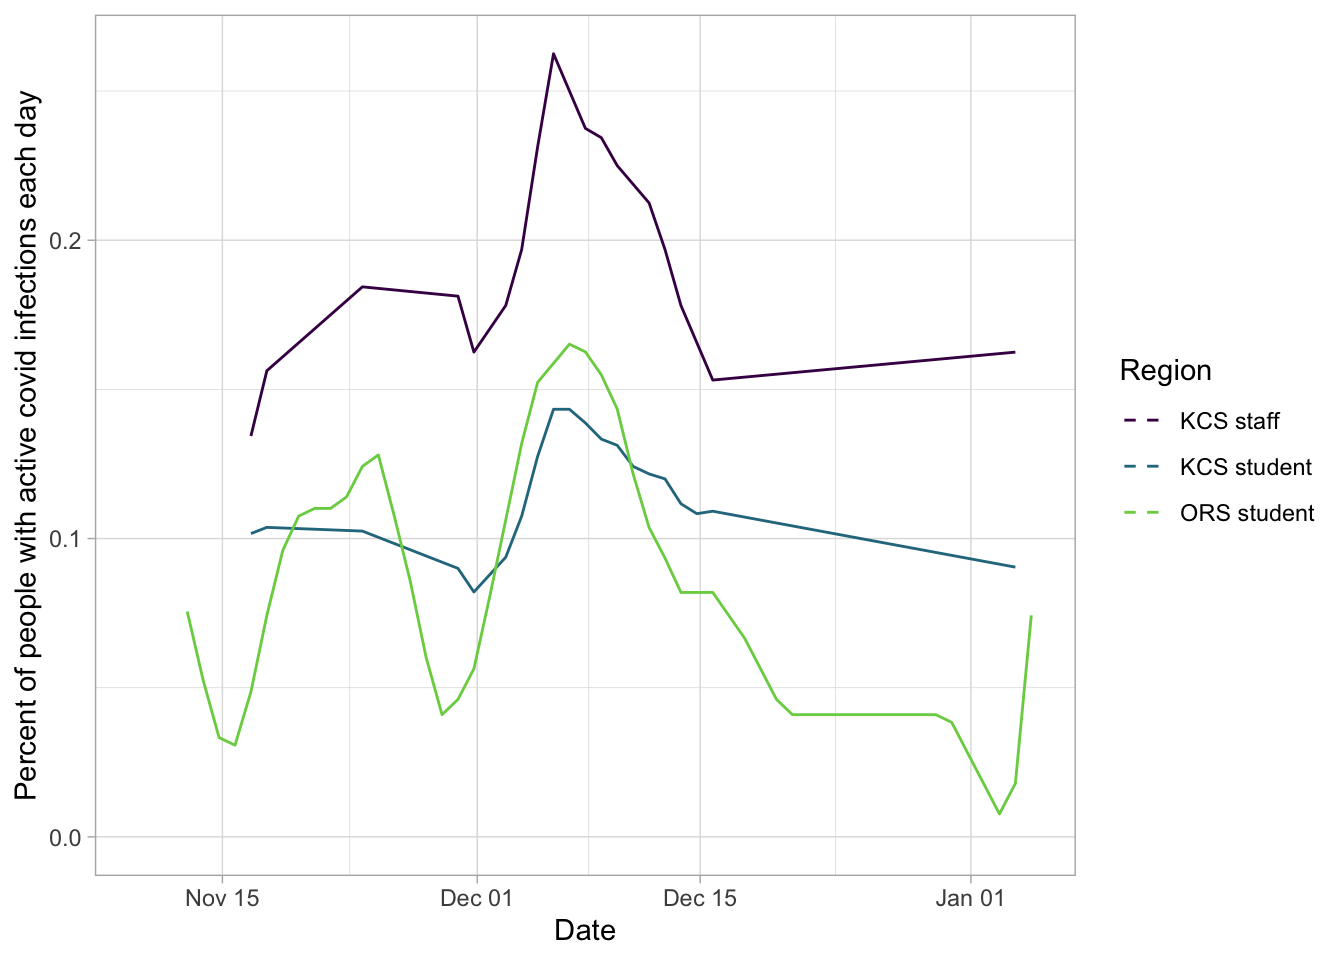 Percent of people with active covid infections each day
0.2
0.1
0.0
Nov 15
Dec 01
Dec 15
Jan 01
Date
Region
KCS staff
KCS student
ORS student